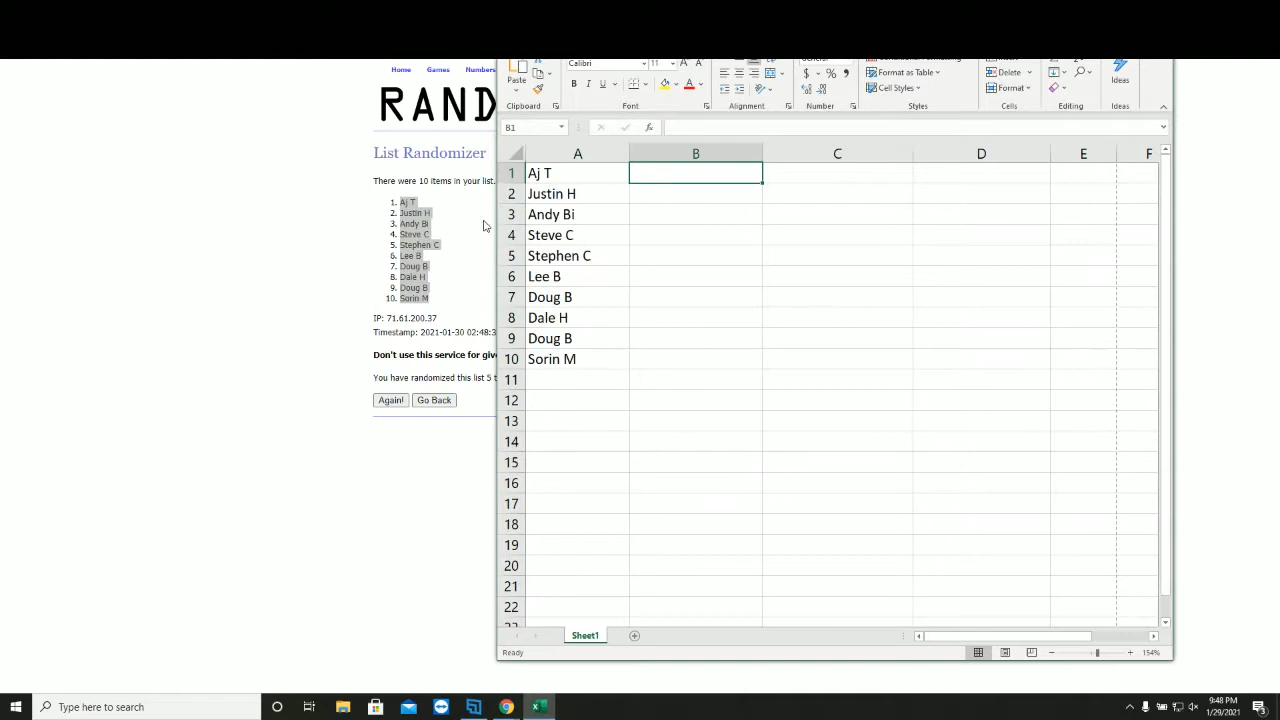 Home Games Numbers
RAND
List Randomizer
There were 10 items in your list.
1. Aj T
2. Justin H
3. Andy Bi
4. Steve C
5. Stephen C
6. Lee B
7. Doug B
8. Dale H
9. Doug B
10. Sorin M
IP: 71.61.200.37
Timestamp: 2021-01-30 02:48:3
Don't use this service for give
You have randomized this list 5 t
Again! Go Back
Calibri 11
Paste
B I U
$ % 9
Format as Table
Cell Styles
Delete
Format
Ideas
Clipboard Font Alignment Number Styles Cells Editing Ideas
B1 fx
A B C D E F
1 Aj T
2 Justin H
3 Andy Bi
4 Steve C
5 Stephen C
6 Lee B
7 Doug B
8 Dale H
9 Doug B
10 Sorin M
11
12
13
14
15
16
17
18
19
20
21
22
Sheet1
Ready 154%
Type here to search
9:48 PM
1/29/2021
3